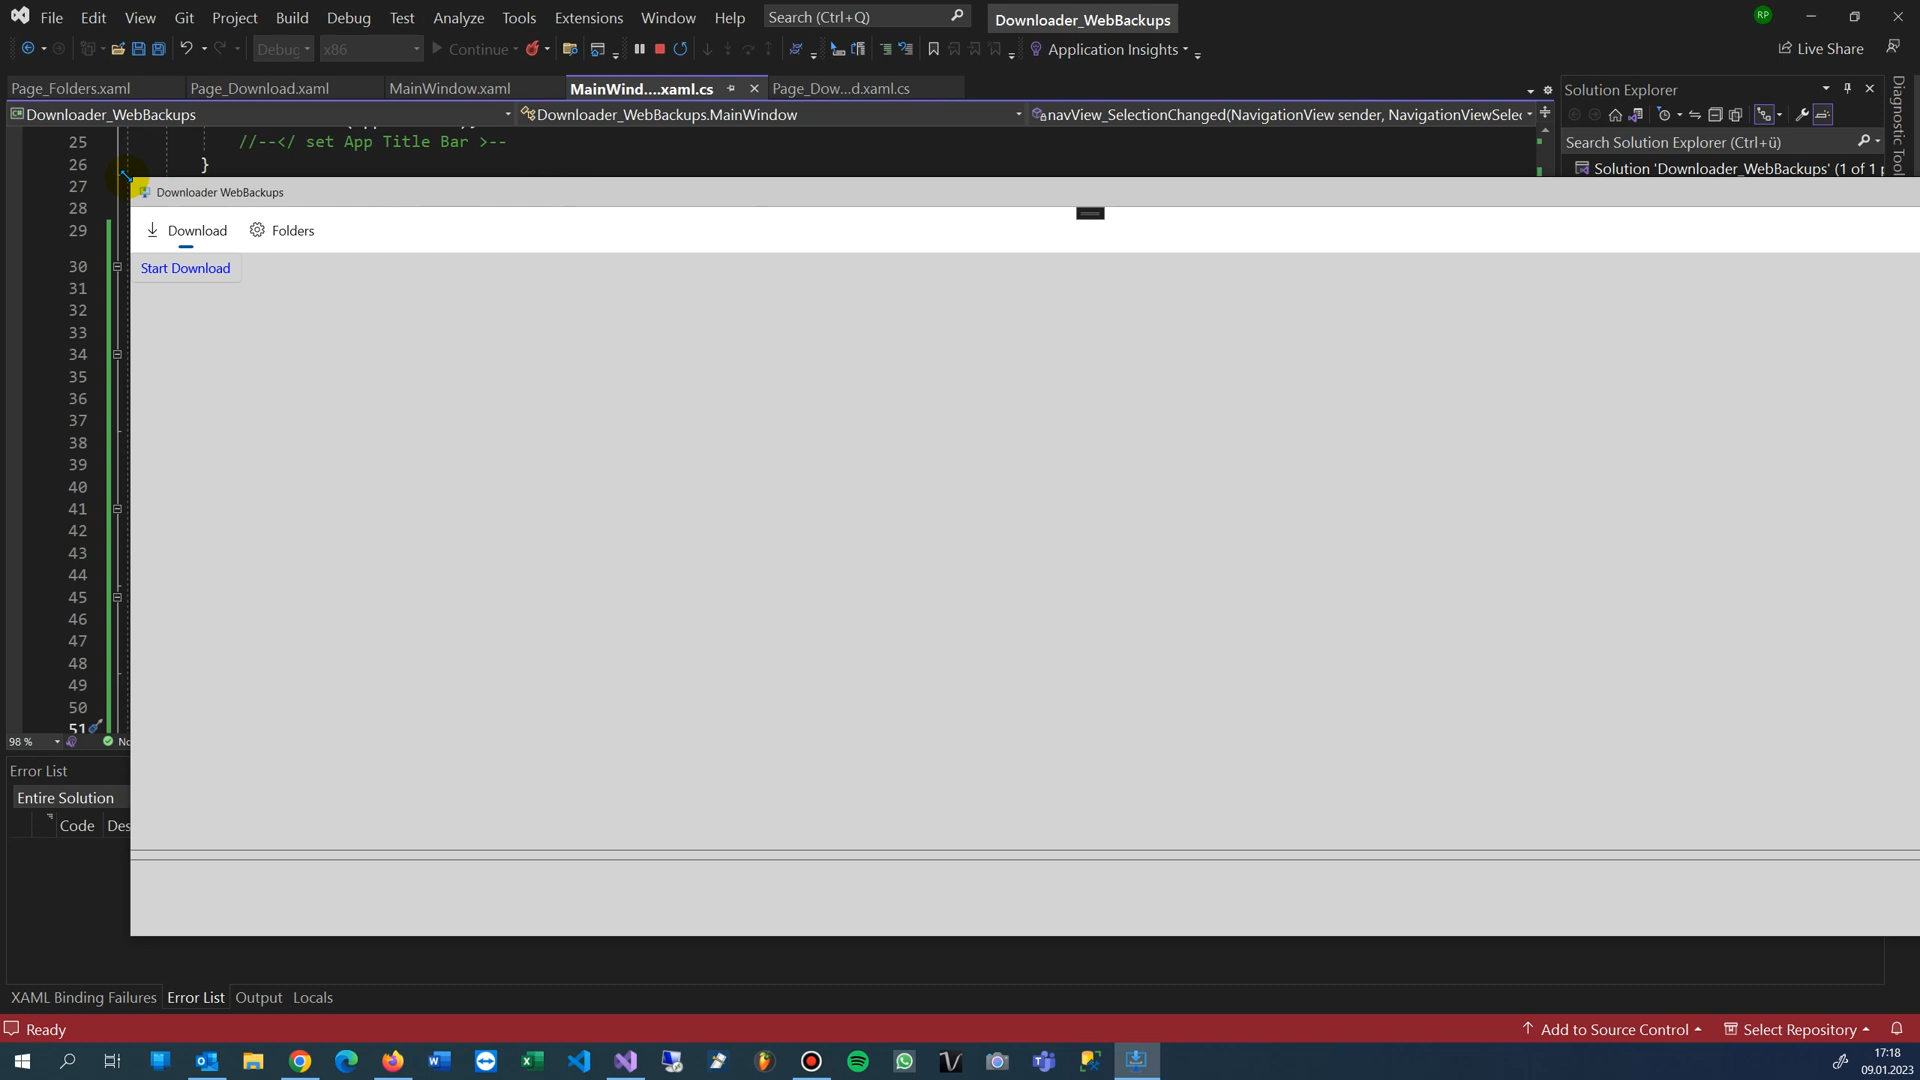 File Edit View Git Project Build Debug Test Analyze Tools Extensions Window Help Search (Ctrl+Q) Downloader_WebBackups RP
Debug x86 Continue Application Insights Live Share
Page_Folders.xaml Page_Download.xaml MainWindow.xaml MainWind....xaml.cs Page_Dow...d.xaml.cs Solution Explorer
Downloader_WebBackups Downloader_WebBackups.MainWindow navView_SelectionChanged(NavigationView sender, NavigationViewSelec
Search Solution Explorer (Ctrl+ü)
Solution 'Downloader_WebBackups' (1 of 1 p
Diagnostic Tool
25 //--</ set App Title Bar >--
26 }
27
28
29
30
31
32
33
34
35
36
37
38
39
40
41
42
43
44
45
46
47
48
49
50
51
Downloader WebBackups
Download Folders
Start Download
98 % No
Error List
Entire Solution
Code Des
XAML Binding Failures Error List Output Locals
Ready Add to Source Control Select Repository
17:18
09.01.2023